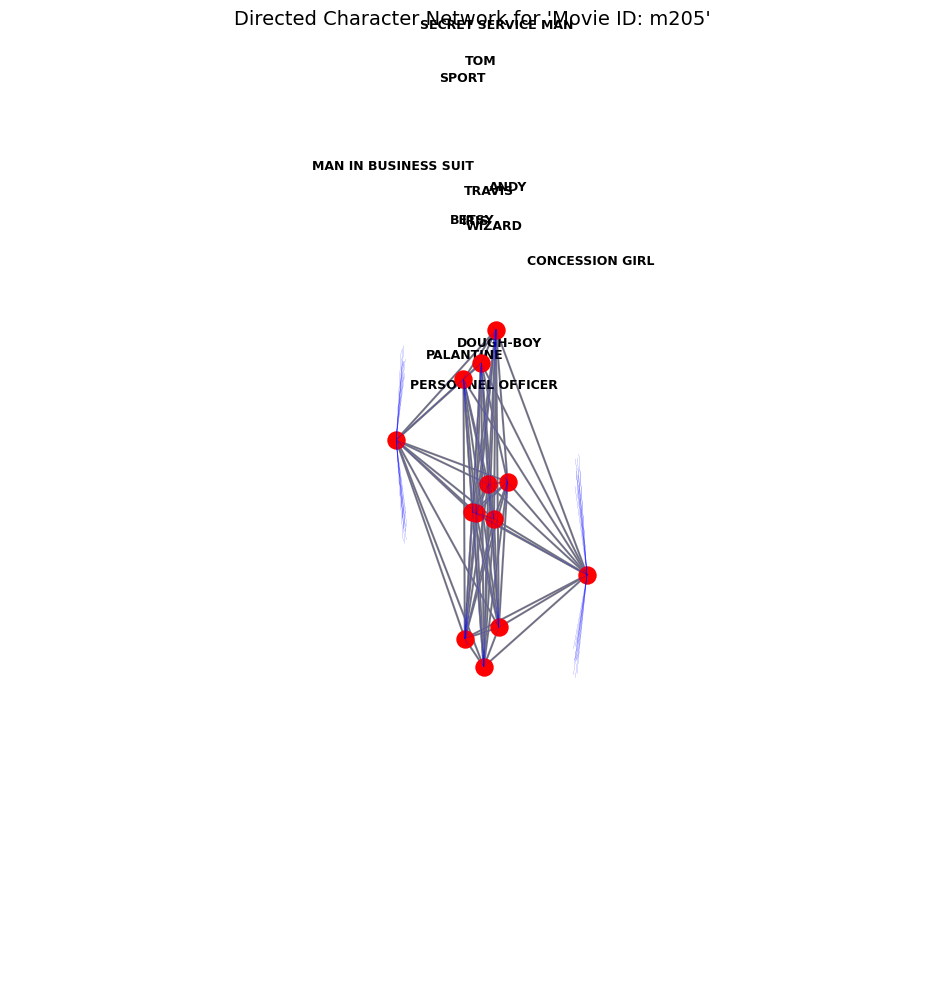 Directed Character Network for 'Movie ID: m205'
SECRET SERVICE MAN
TOM
SPORT
MAN IN BUSINESS SUIT
ANDY
TRAVIS
BETSY
WIZARD
CONCESSION GIRL
DOUGH-BOY
PALANTINE
PERSONNEL OFFICER